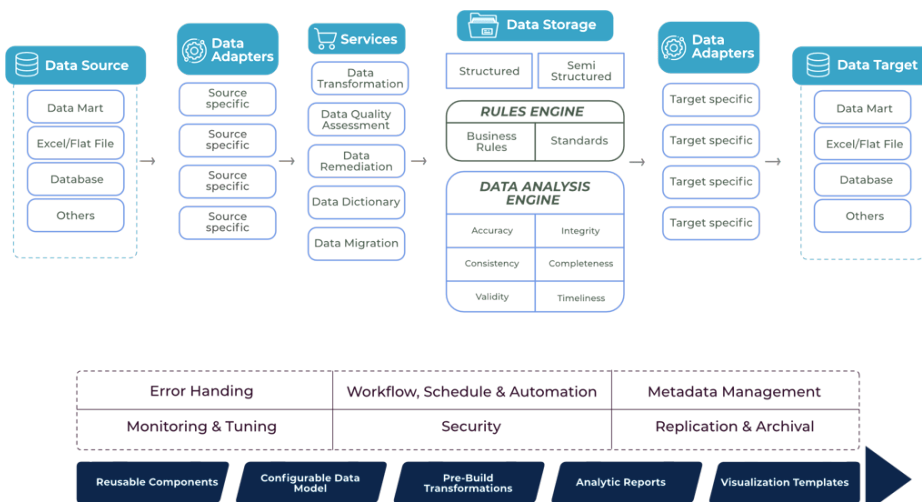 Data Source
Data Mart
Excel/Flat File
Database
Others
Data
Adapters
Source
specific
Source
specific
Source
specific
Source
specific
Services
Data
Transformation
Data Quality
Assessment
Data
Remediation
Data Dictionary
Data Migration
Data Storage
Structured
Semi
Structured
RULES ENGINE
Business
Rules
Standards
DATA ANALYSIS
ENGINE
Accuracy
Integrity
Consistency
Completeness
Validity
Timeliness
Data
Adapters
Target specific
Target specific
Target specific
Target specific
Data Target
Data Mart
Excel/Flat File
Database
Others
Error Handing
Workflow, Schedule & Automation
Metadata Management
Monitoring & Tuning
Security
Replication & Archival
Reusable Components
Configurable Data
Model
Pre-Build
Transformations
Analytic Reports
Visualization Templates